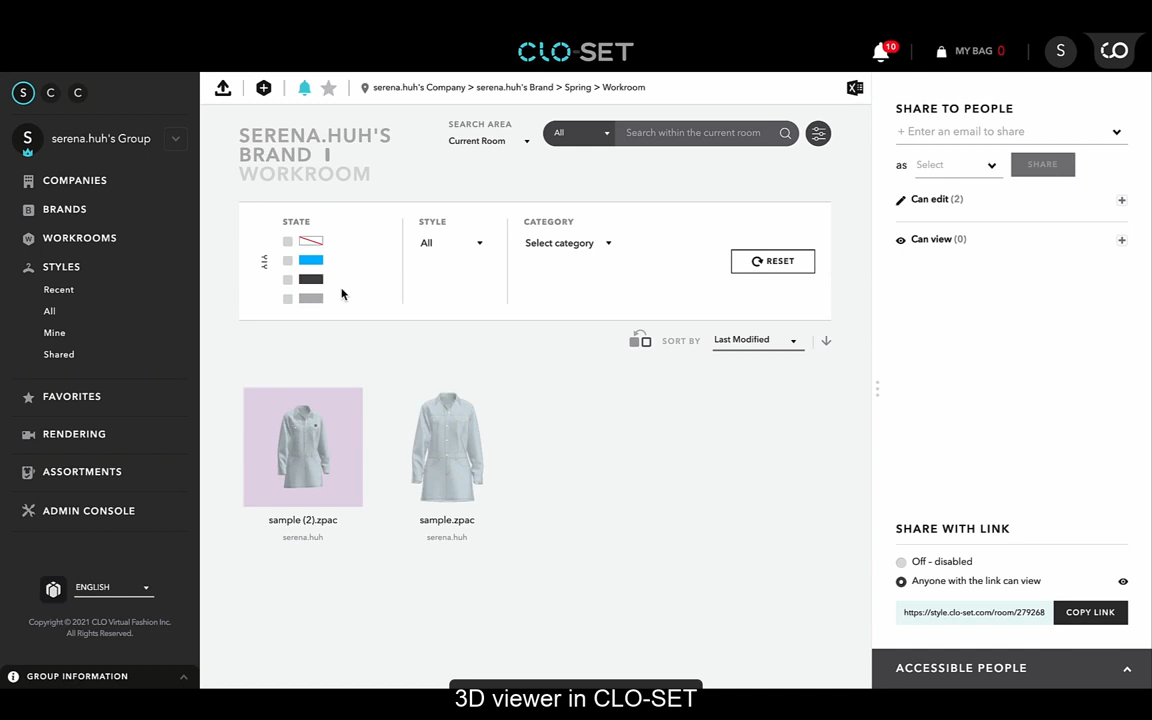 CLO-SET
10
MY BAG 0
S
S C C
serena.huh's Company > serena.huh's Brand > Spring > Workroom
S serena.huh's Group
COMPANIES
BRANDS
WORKROOMS
STYLES
Recent
All
Mine
Shared
FAVORITES
RENDERING
ASSORTMENTS
ADMIN CONSOLE
ENGLISH
Copyright © 2021 CLO Virtual Fashion Inc.
All Rights Reserved.
GROUP INFORMATION
SERENA.HUH'S
BRAND I
WORKROOM
SEARCH AREA
Current Room
All
Search within the current room
STATE
STYLE
All
CATEGORY
Select category
RESET
SORT BY Last Modified
sample (2).zpac
serena.huh
sample.zpac
serena.huh
SHARE TO PEOPLE
+ Enter an email to share
as Select SHARE
Can edit (2)
Can view (0)
SHARE WITH LINK
Off - disabled
Anyone with the link can view
https://style.clo-set.com/room/279268
COPY LINK
ACCESSIBLE PEOPLE
3D viewer in CLO-SET